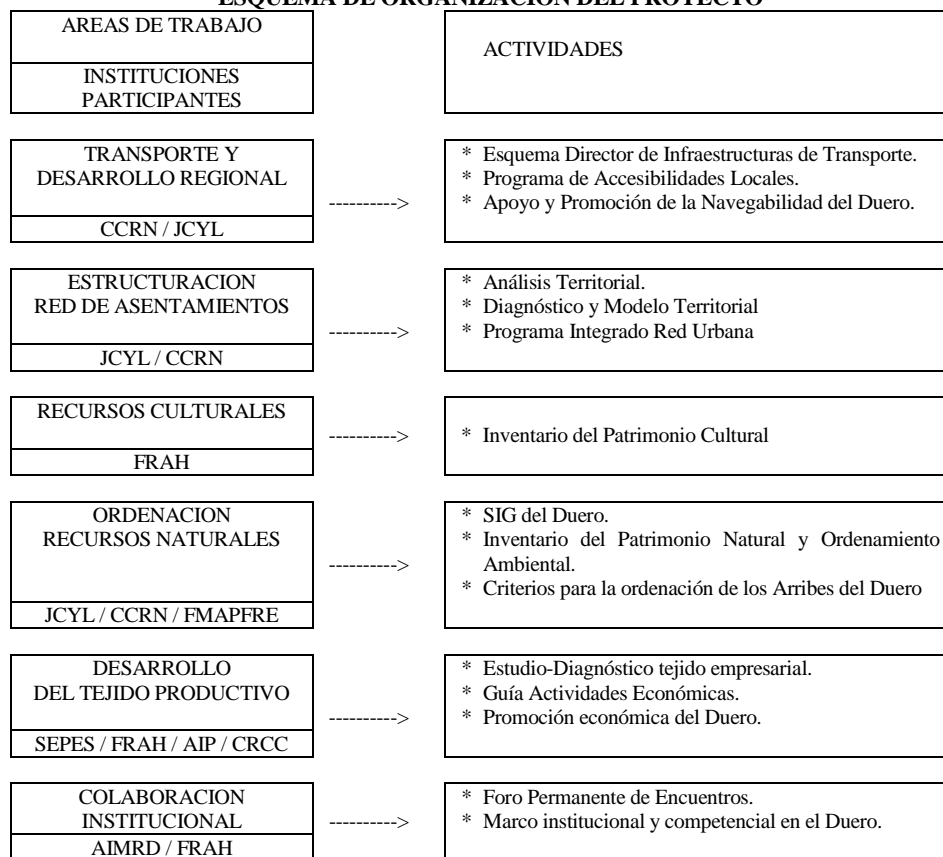 ESQUEMA DE ORGANIZACION DEL PROYECTO
AREAS DE TRABAJO
INSTITUCIONES
PARTICIPANTES
ACTIVIDADES
TRANSPORTE Y
DESARROLLO REGIONAL
CCRN / JCYL
---------->
* Esquema Director de Infraestructuras de Transporte.
* Programa de Accesibilidades Locales.
* Apoyo y Promoción de la Navegabilidad del Duero.
ESTRUCTURACION
RED DE ASENTAMIENTOS
JCYL / CCRN
---------->
* Análisis Territorial.
* Diagnóstico y Modelo Territorial
* Programa Integrado Red Urbana
RECURSOS CULTURALES
FRAH
---------->
* Inventario del Patrimonio Cultural
ORDENACION
RECURSOS NATURALES
JCYL / CCRN / FMAPFRE
---------->
* SIG del Duero.
* Inventario del Patrimonio Natural y Ordenamiento
Ambiental.
* Criterios para la ordenación de los Arribes del Duero
DESARROLLO
DEL TEJIDO PRODUCTIVO
SEPES / FRAH / AIP / CRCC
---------->
* Estudio-Diagnóstico tejido empresarial.
* Guía Actividades Económicas.
* Promoción económica del Duero.
COLABORACION
INSTITUCIONAL
AIMRD / FRAH
---------->
* Foro Permanente de Encuentros.
* Marco institucional y competencial en el Duero.